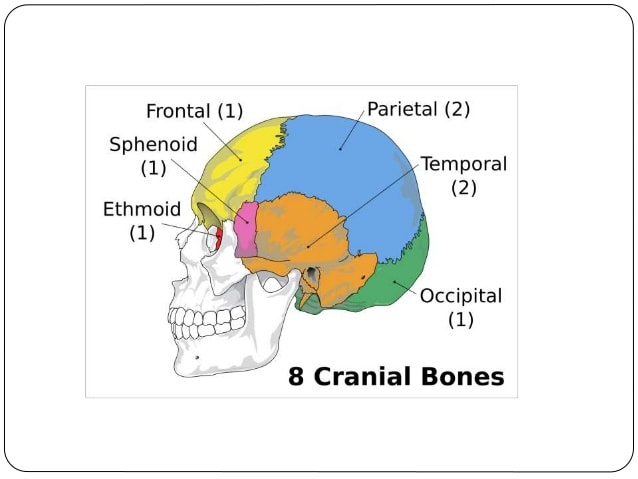 Frontal (1)
Parietal (2)
Sphenoid
(1)
Temporal
(2)
Ethmoid
(1)
Occipital
(1)
8 Cranial Bones